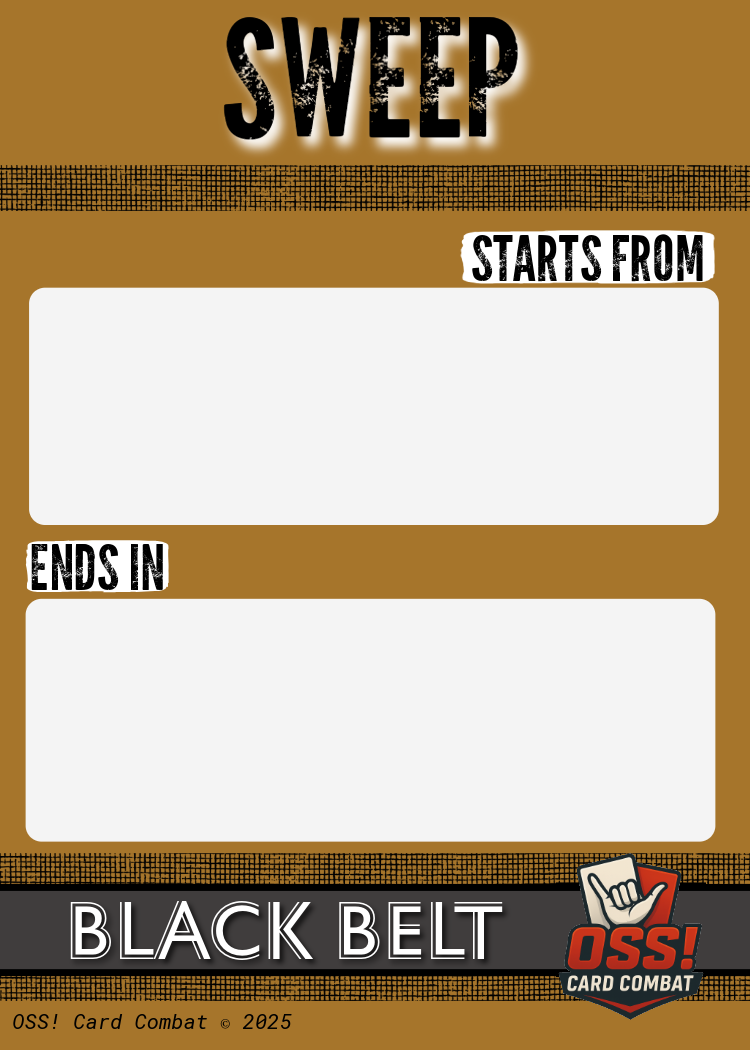 SWEEP
STARTS FROM
ENDS IN
BLACK BELT
OSS!
CARD COMBAT
OSS! Card Combat © 2025